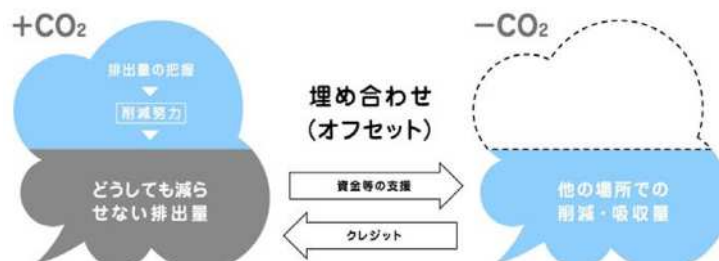 +CO₂
排出量の把握
削減努力
どうしても減ら
せない排出量
埋め合わせ
(オフセット)
資金等の支援
クレジット
−CO₂
他の場所での
削減・吸収量